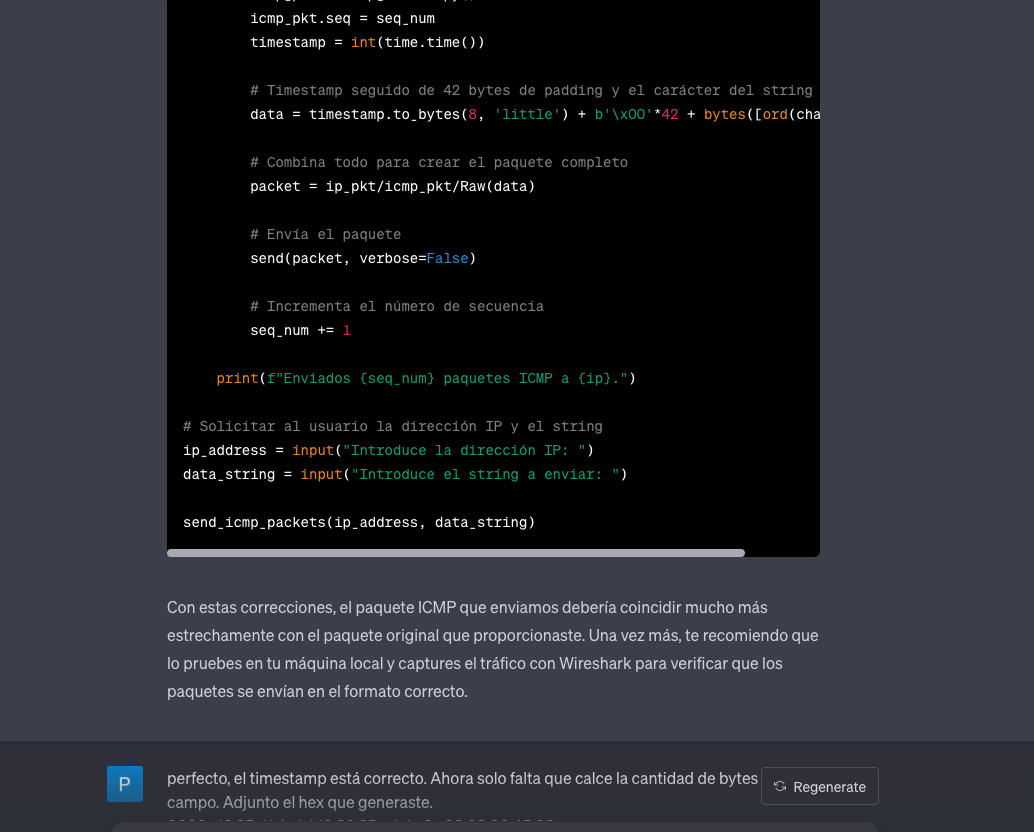 icmp_pkt.seq = seq_num
timestamp = int(time.time())
# Timestamp seguido de 42 bytes de padding y el carácter del string
data = timestamp.to_bytes(8, 'little') + b'\x00'*42 + bytes([ord(cha
# Combina todo para crear el paquete completo
packet = ip_pkt/icmp_pkt/Raw(data)
# Envía el paquete
send(packet, verbose=False)
# Incrementa el número de secuencia
seq_num += 1
print(f"Enviados {seq_num} paquetes ICMP a {ip}.")
# Solicitar al usuario la dirección IP y el string
ip_address = input("Introduce la dirección IP: ")
data_string = input("Introduce el string a enviar: ")
send_icmp_packets(ip_address, data_string)
Con estas correcciones, el paquete ICMP que enviamos debería coincidir mucho más
estrechamente con el paquete original que proporcionaste. Una vez más, te recomiendo que
lo pruebes en tu máquina local y captures el tráfico con Wireshark para verificar que los
paquetes se envían en el formato correcto.
P
perfecto, el timestamp está correcto. Ahora solo falta que calce la cantidad de bytes
campo. Adjunto el hex que generaste.
Regenerate